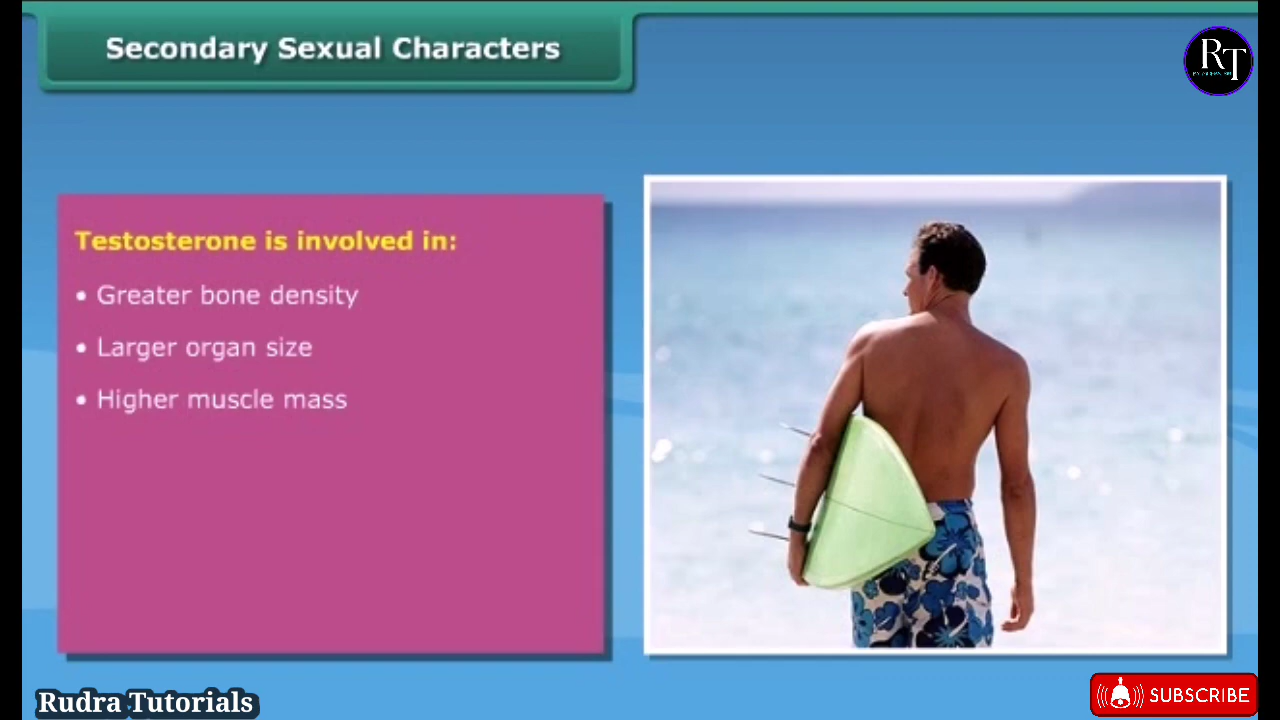 Secondary Sexual Characters
RT
Testosterone is involved in:
• Greater bone density
• Larger organ size
• Higher muscle mass
Rudra Tutorials
SUBSCRIBE